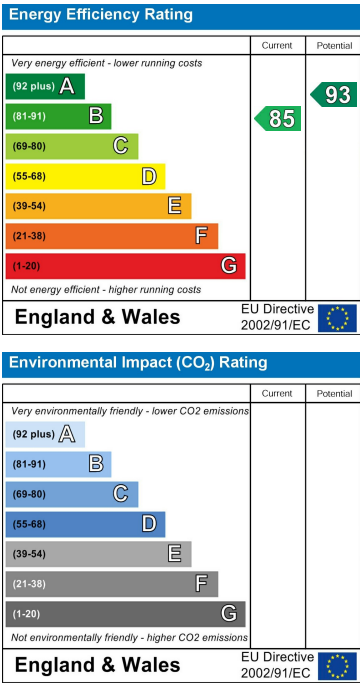 Energy Efficiency Rating
Current Potential
Very energy efficient - lower running costs
(92 plus) A
(81-91) B
(69-80) C
(55-68) D
(39-54) E
(21-38) F
(1-20) G
85
93
Not energy efficient - higher running costs
England & Wales
EU Directive
2002/91/EC
Environmental Impact (CO₂) Rating
Current Potential
Very environmentally friendly - lower CO2 emissions
(92 plus) A
(81-91) B
(69-80) C
(55-68) D
(39-54) E
(21-38) F
(1-20) G
Not environmentally friendly - higher CO2 emissions
England & Wales
EU Directive
2002/91/EC